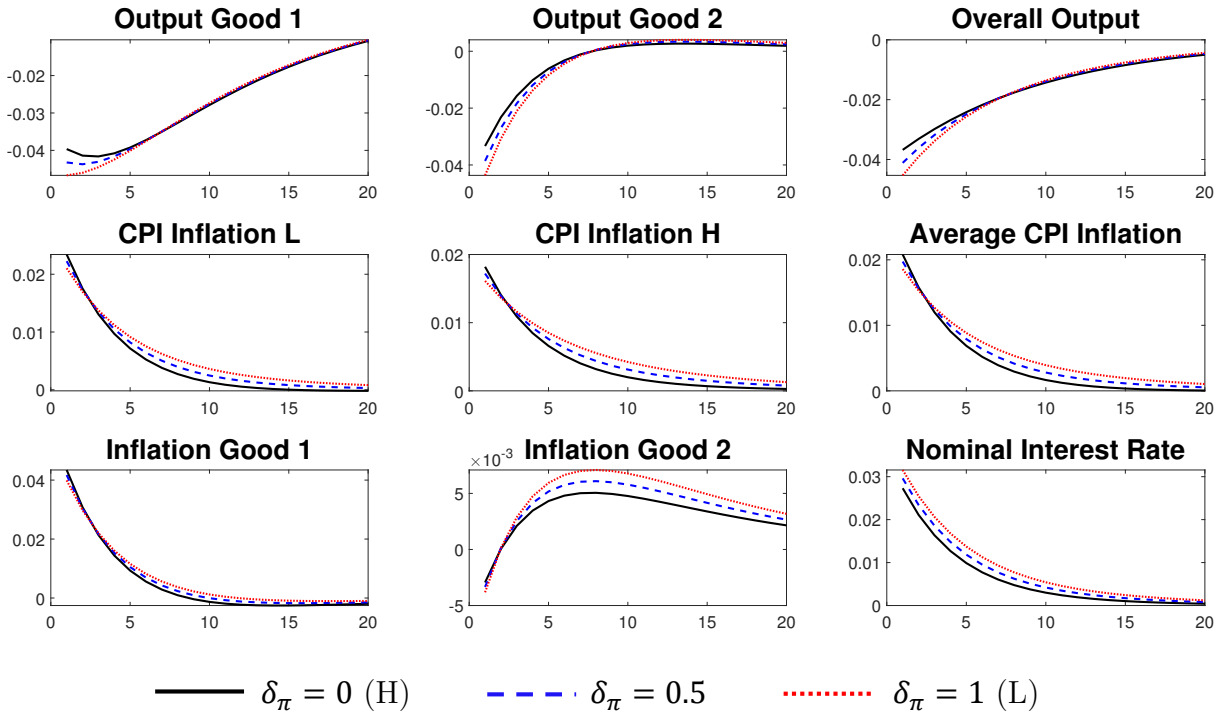 Output Good 1 Output Good 2 Overall Output
-0.02 -0.03 -0.04
0 5 10 15 20
0 -0.02 -0.04
0 5 10 15 20
0 -0.02 -0.04
0 5 10 15 20
CPI Inflation L CPI Inflation H Average CPI Inflation
0.02 0.01 0
0 5 10 15 20
0.02 0.01 0
0 5 10 15 20
0.02 0.01 0
0 5 10 15 20
Inflation Good 1 Inflation Good 2 Nominal Interest Rate
0.04 0.02 0
0 5 10 15 20
×10⁻³
5 0 -5
0 5 10 15 20
0.03 0.02 0.01 0
0 5 10 15 20
δ_π = 0 (H) δ_π = 0.5 δ_π = 1 (L)